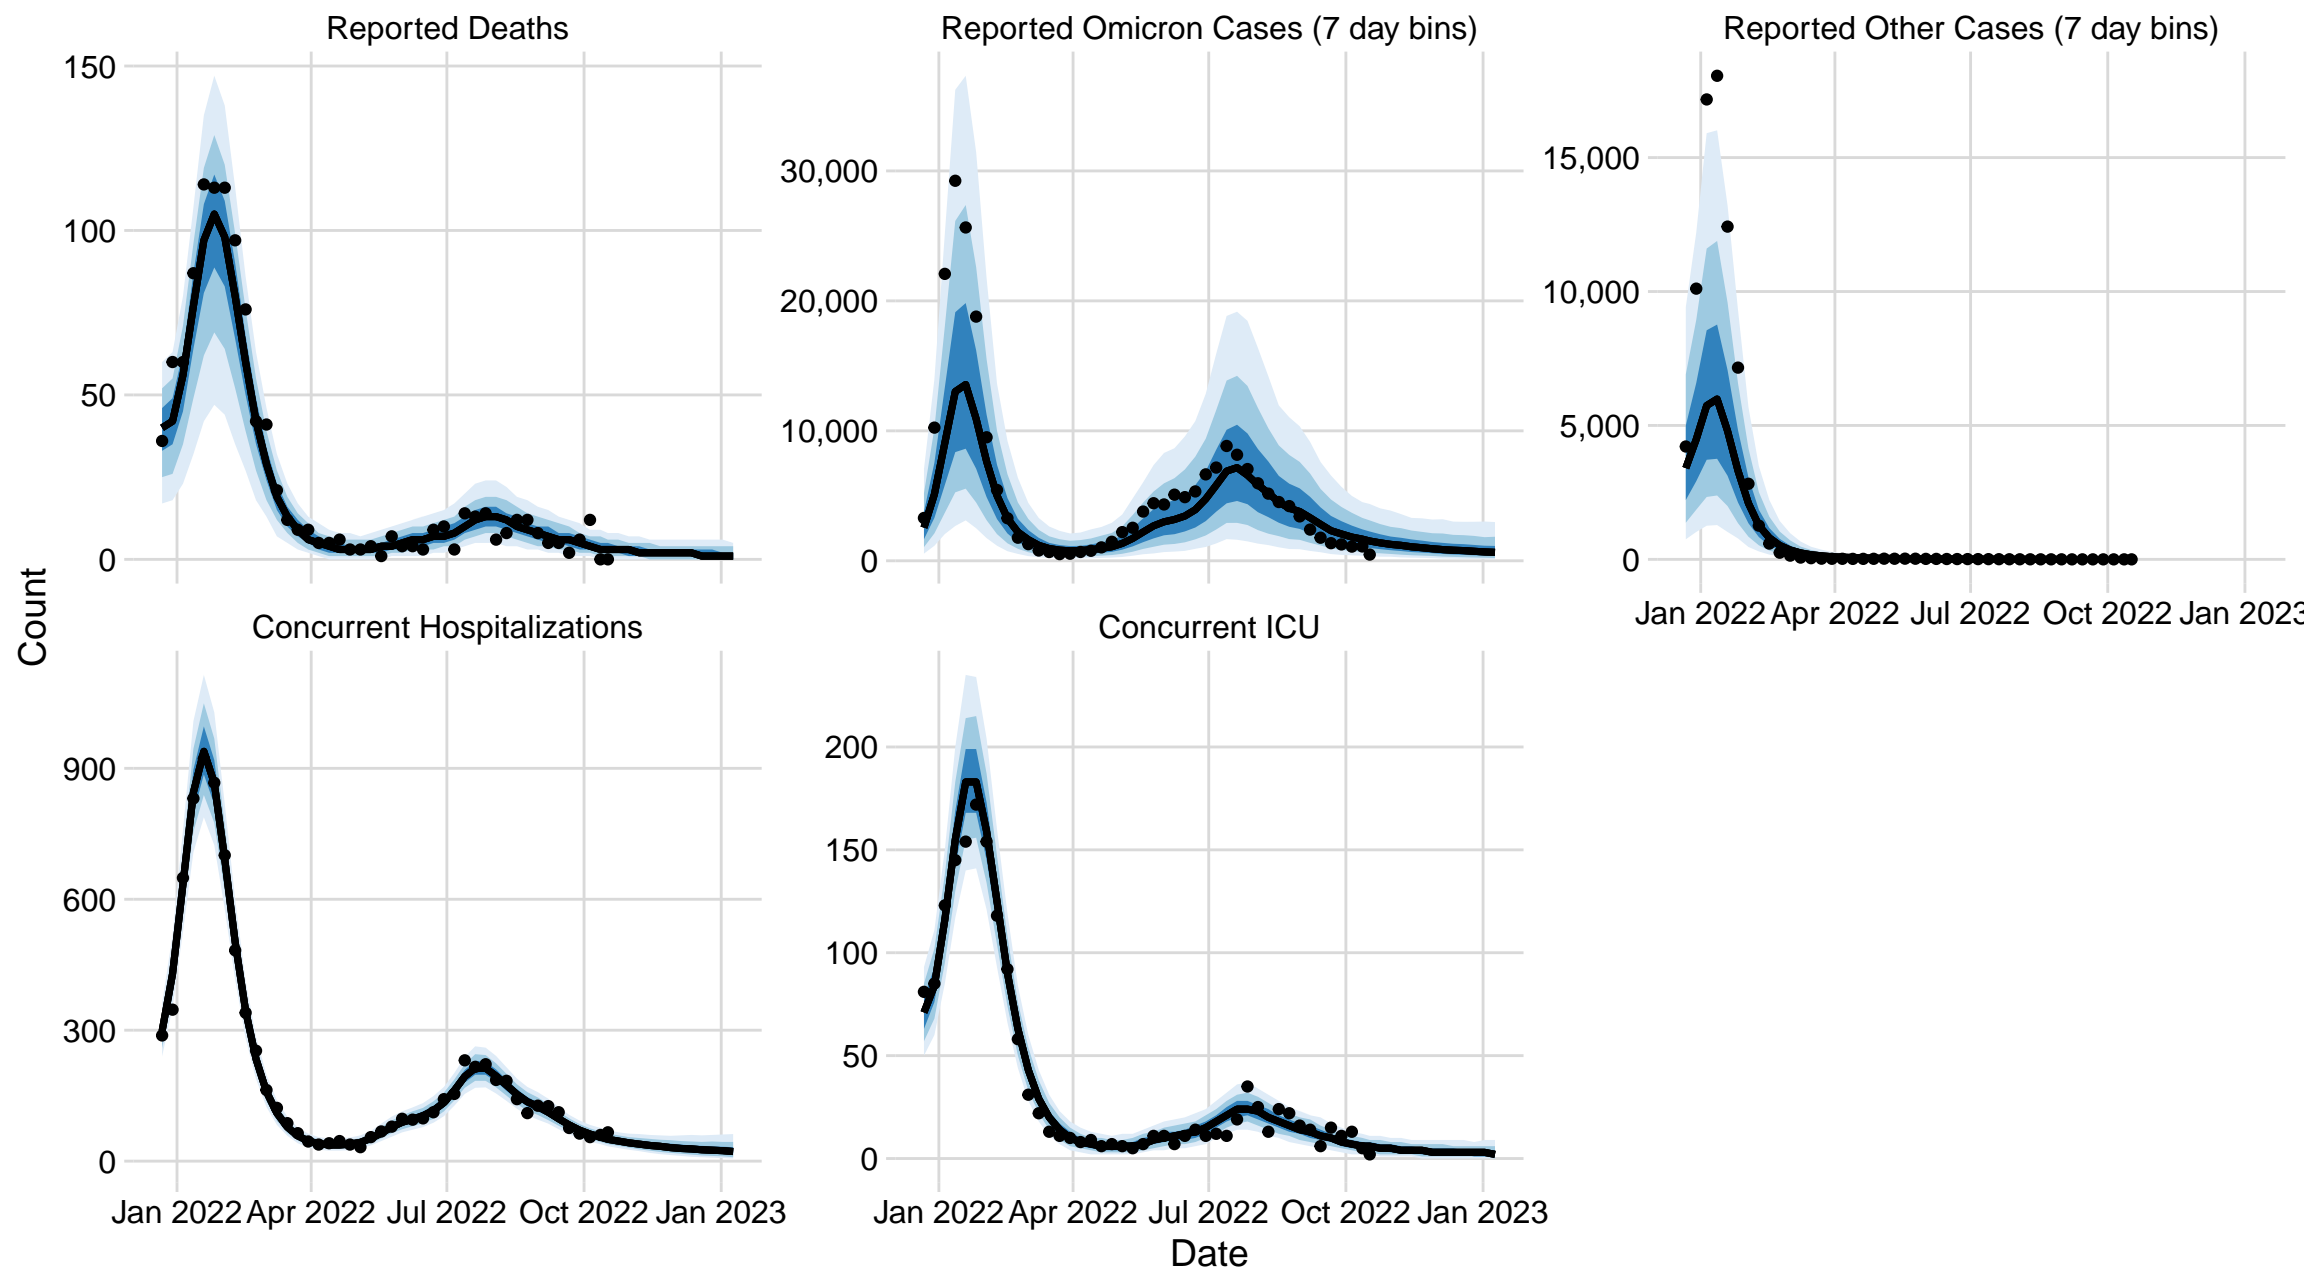 Reported Deaths
Reported Omicron Cases (7 day bins)
Reported Other Cases (7 day bins)
150
100
50
0
30,000
20,000
10,000
0
15,000
10,000
5,000
0
Jan 2022 Apr 2022 Jul 2022 Oct 2022 Jan 2023
Count
Concurrent Hospitalizations
Concurrent ICU
900
600
300
0
200
150
100
50
0
Jan 2022 Apr 2022 Jul 2022 Oct 2022 Jan 2023
Jan 2022 Apr 2022 Jul 2022 Oct 2022 Jan 2023
Date